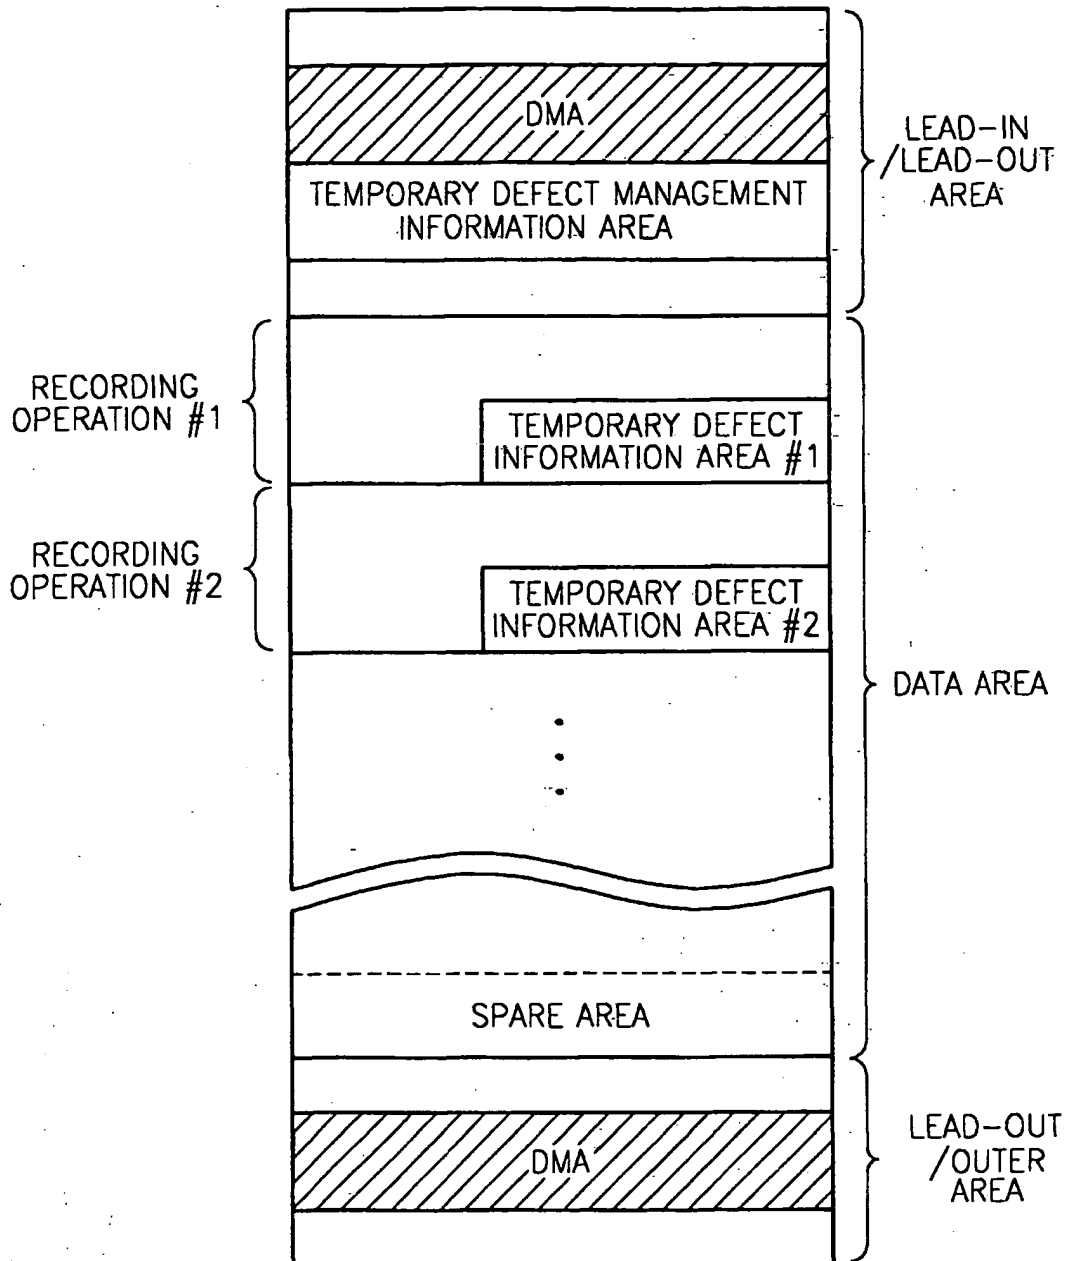 DMA
TEMPORARY DEFECT MANAGEMENT
INFORMATION AREA
LEAD-IN
/LEAD-OUT
AREA
RECORDING
OPERATION #1
TEMPORARY DEFECT
INFORMATION AREA #1
RECORDING
OPERATION #2
TEMPORARY DEFECT
INFORMATION AREA #2
DATA AREA
SPARE AREA
DMA
LEAD-OUT
/OUTER
AREA